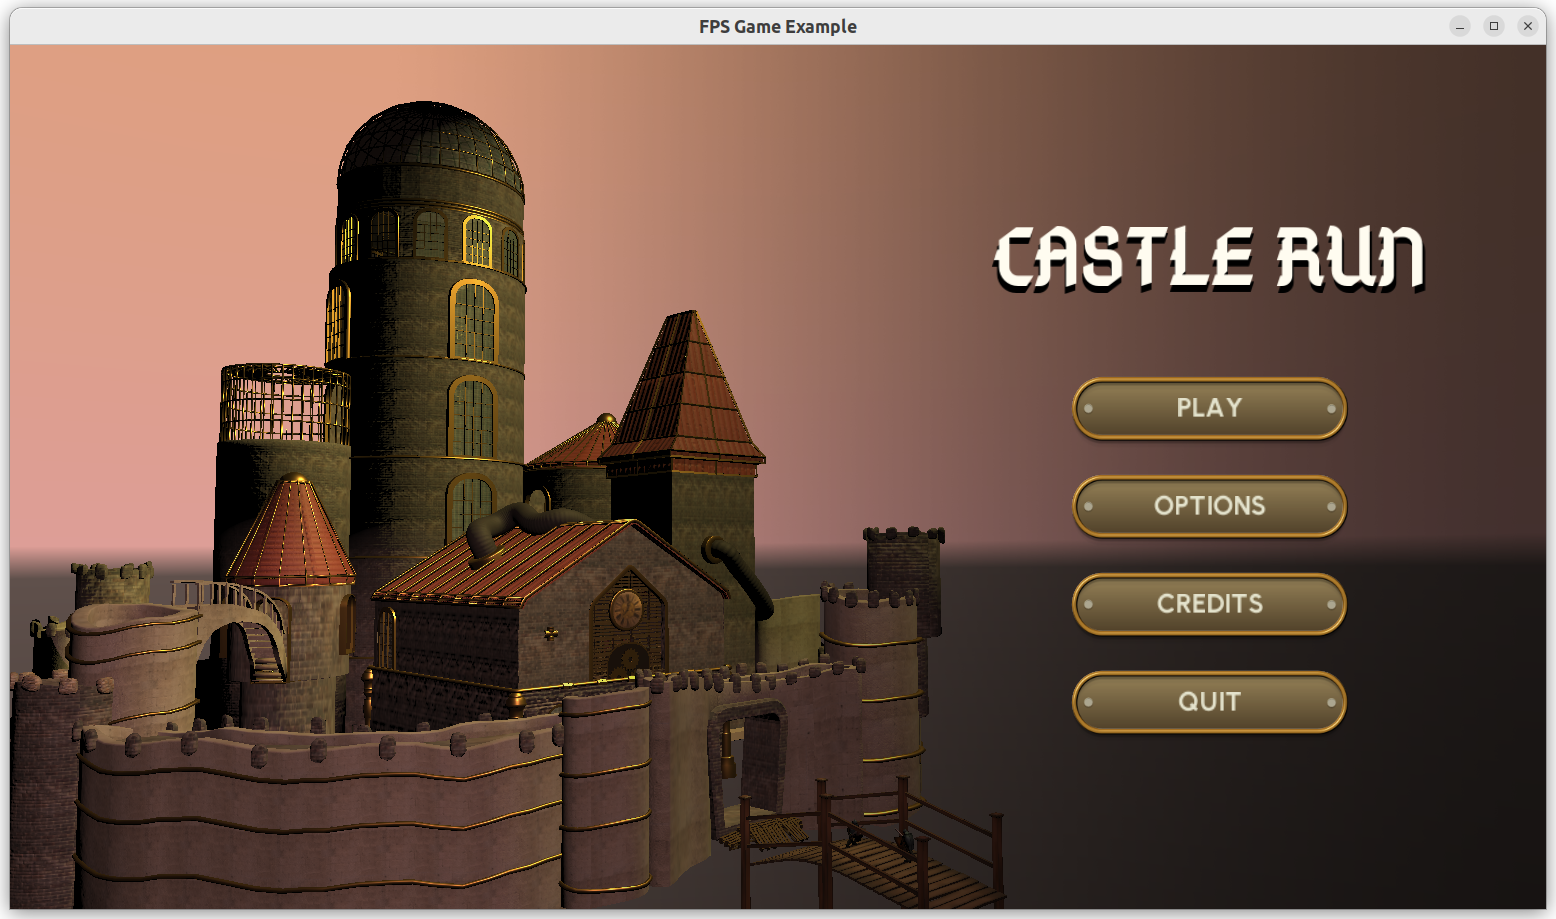 FPS Game Example
CASTLE RUN
PLAY
OPTIONS
CREDITS
QUIT